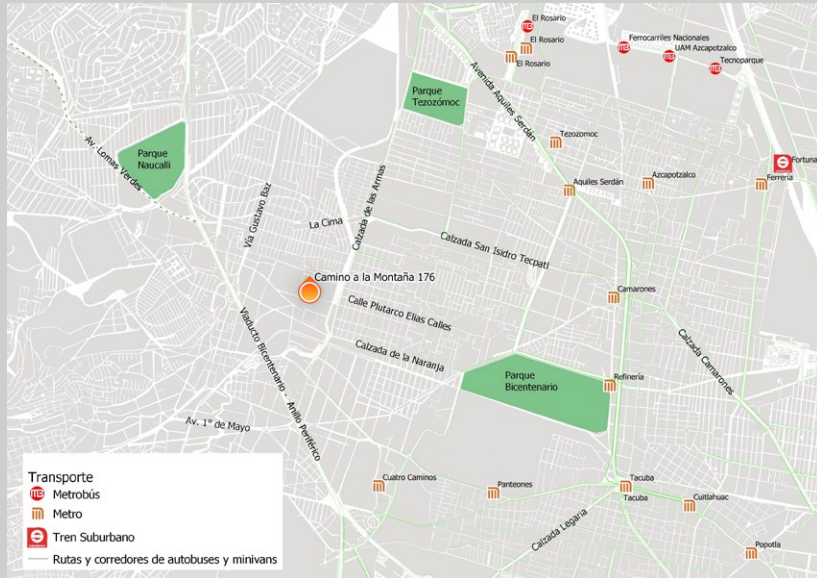 El Rosario
El Rosario
El Rosario
Ferrocarriles Nacionales
UAM Azcapotzalco
Tecnoparque
Avenida Aquiles Serdán
Parque
Tezozómoc
Tezozomoc
Parque
Naucalli
Av. Lomas Verdes
Fortuna
Ferrería
Azcapotzalco
Aquiles Serdán
Vía Gustavo Baz
La Cima
Calzada de las Armas
Calzada San Isidro Tecpatl
Camino a la Montaña 176
Camarones
Calle Plutarco Elias Calles
Calzada Camarones
Viaducto Bicentenario - Anillo Periférico
Calzada de la Naranja
Parque
Bicentenario
Refinería
Av. 1° de Mayo
Cuatro Caminos
Panteones
Tacuba
Tacuba
Cuitlahuac
Calzada Legaria
Popotla
Transporte
Metrobús
Metro
Tren Suburbano
Rutas y corredores de autobuses y minivans